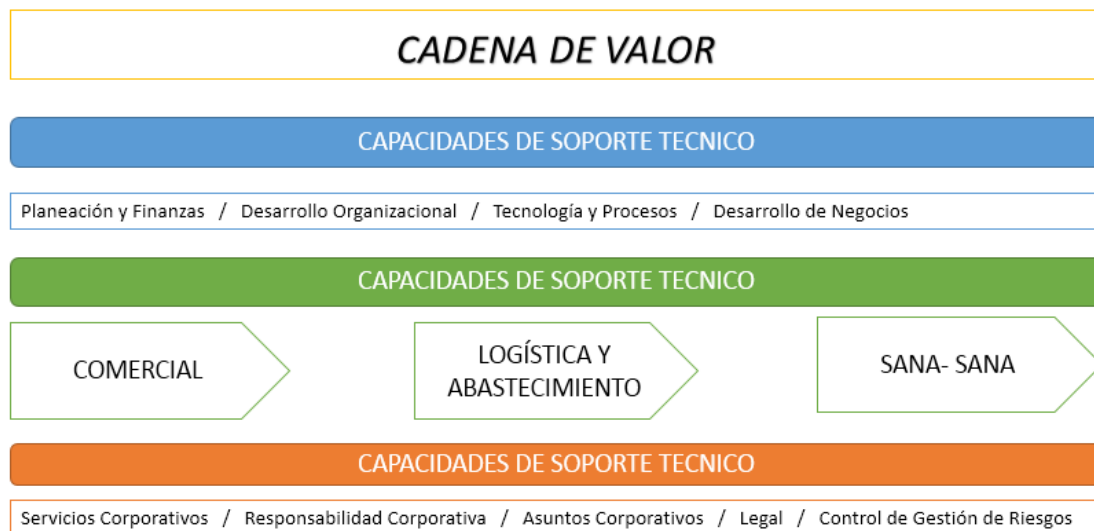 CADENA DE VALOR
CAPACIDADES DE SOPORTE TECNICO
Planeación y Finanzas / Desarrollo Organizacional / Tecnología y Procesos / Desarrollo de Negocios
CAPACIDADES DE SOPORTE TECNICO
COMERCIAL
LOGÍSTICA Y
ABASTECIMIENTO
SANA- SANA
CAPACIDADES DE SOPORTE TECNICO
Servicios Corporativos / Responsabilidad Corporativa / Asuntos Corporativos / Legal / Control de Gestión de Riesgos